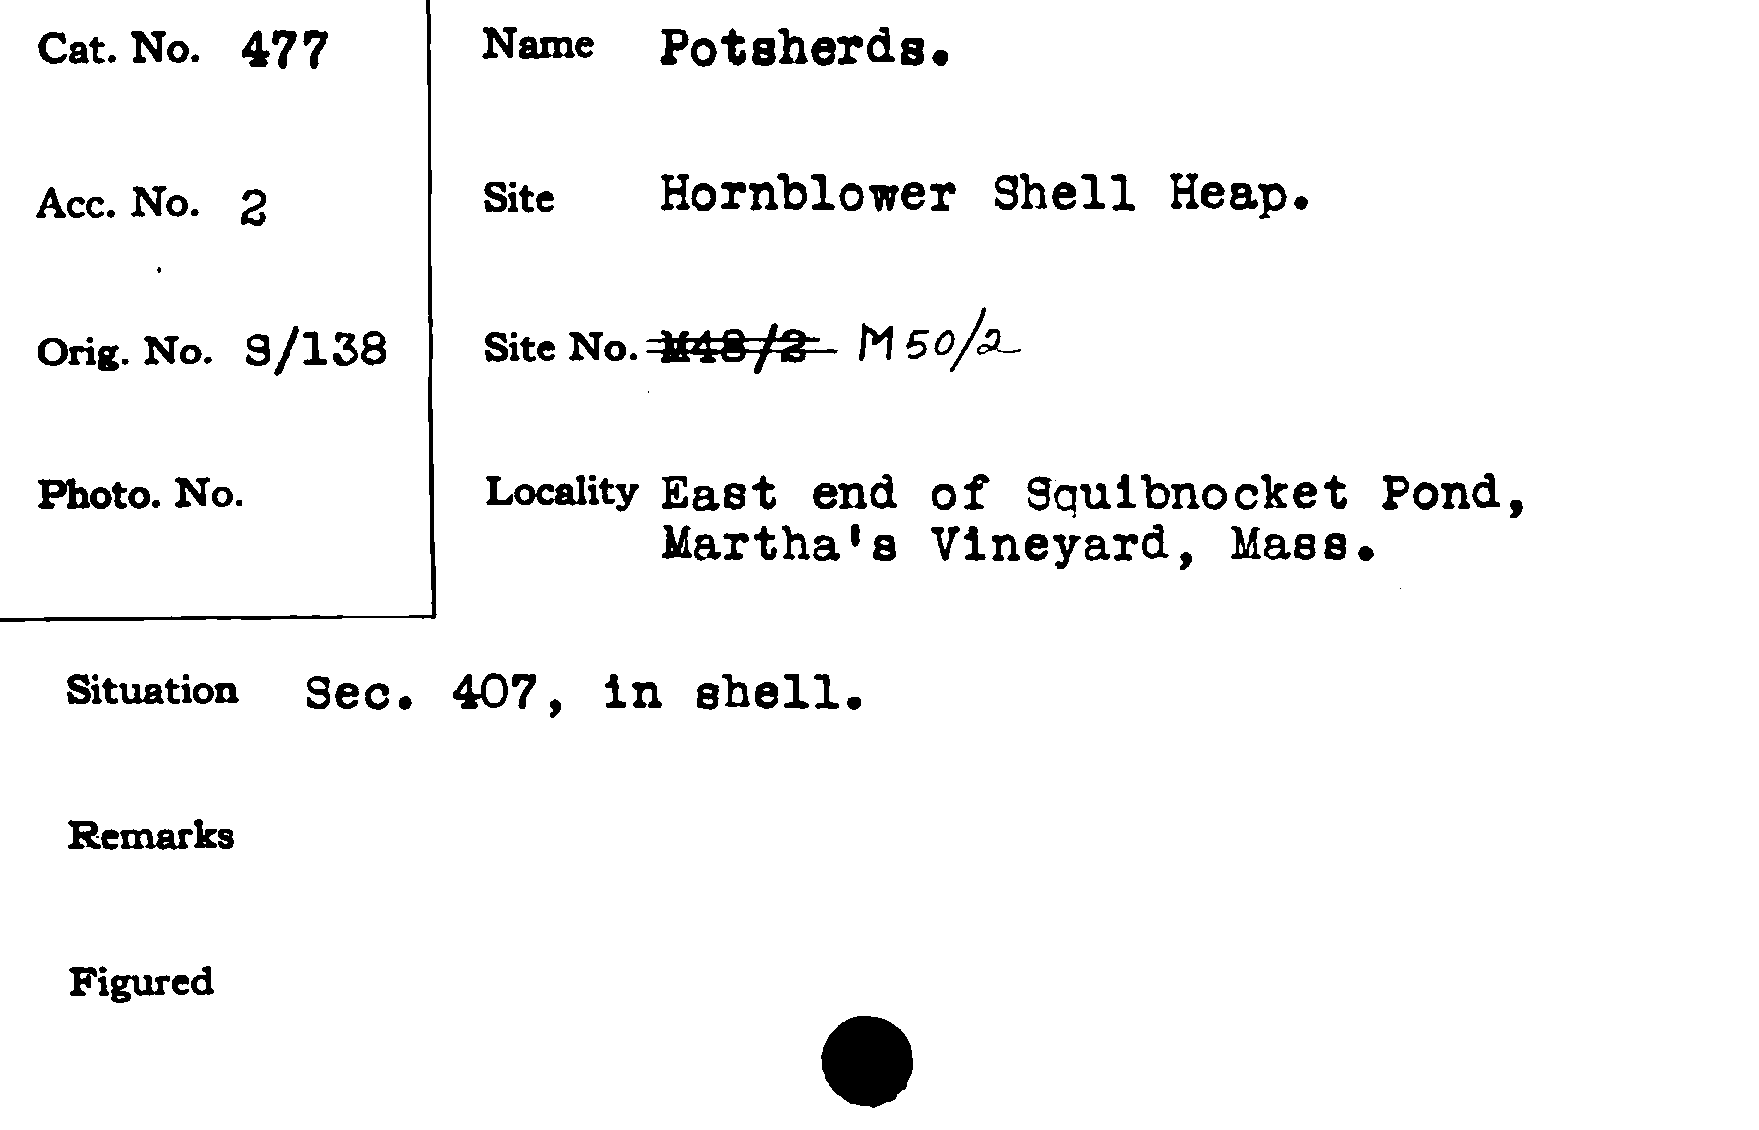 Cat. No. 477
Name Potsherds.
Acc. No. 2
Site Hornblower Shell Heap.
Orig. No. S/138
Site No. M48/2 M50/2
Photo. No.
Locality East end of Squibnocket Pond,
Martha's Vineyard, Mass.
Situation Sec. 407, in shell.
Remarks
Figured